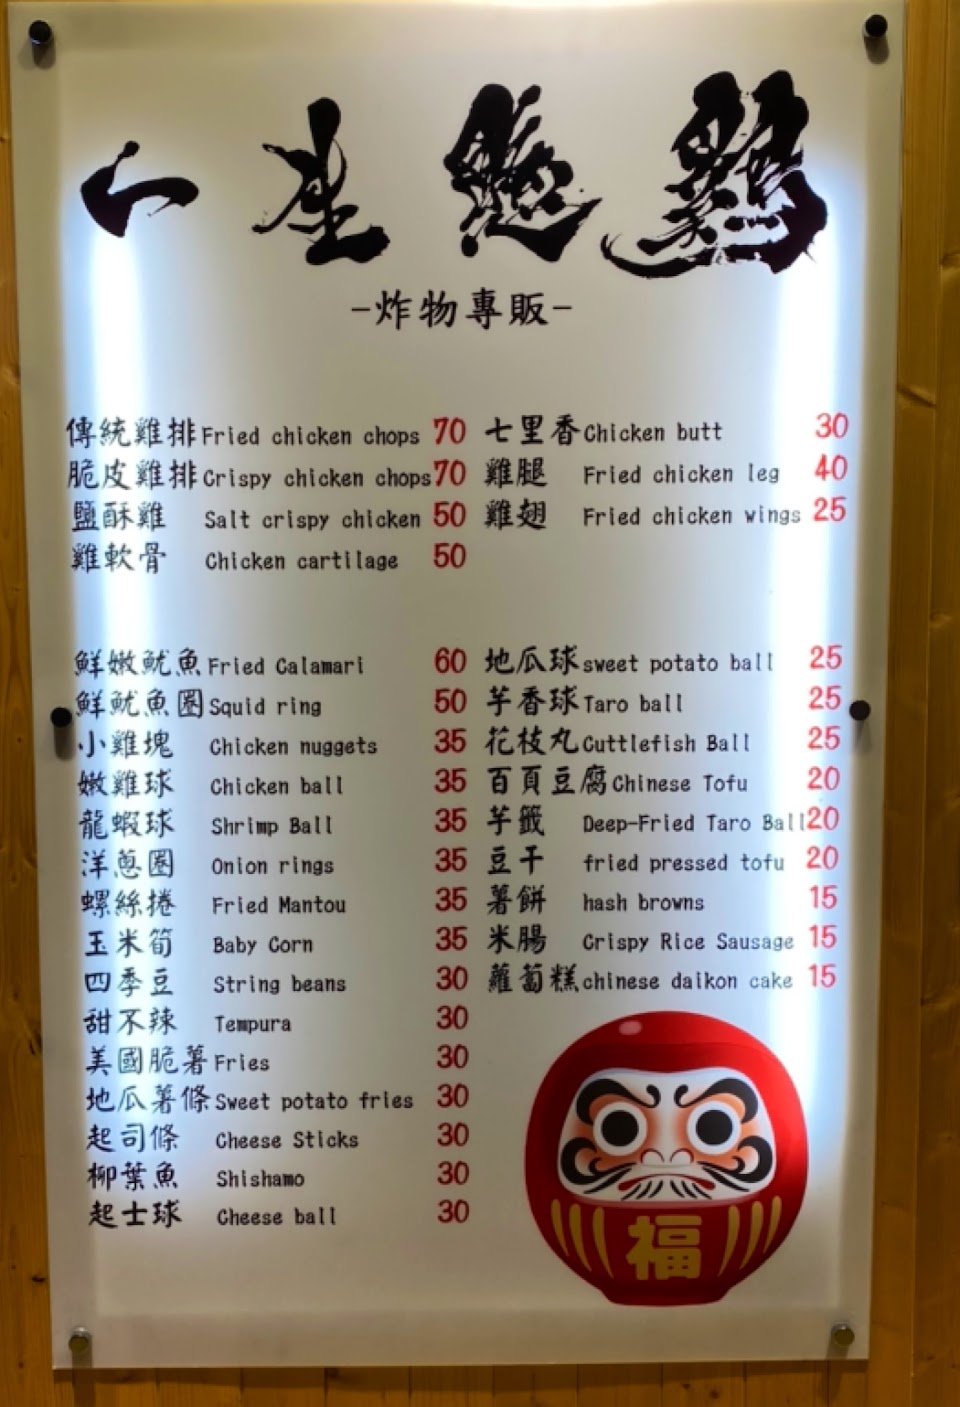 座
-炸物專販-
傳統雞排 Fried chicken chops 70
脆皮雞排 Crispy chicken chops 70
鹽酥雞 Salt crispy chicken 50
雞軟骨 Chicken cartilage 50
七里香 Chicken butt 30
雞腿 Fried chicken leg 40
雞翅 Fried chicken wings 25
鮮嫩魷魚 Fried Calamari 60
鮮魷魚圈 Squid ring 50
小雞塊 Chicken nuggets 35
嫩雞球 Chicken ball 35
龍蝦球 Shrimp Ball 35
洋蔥圈 Onion rings 35
螺絲捲 Fried Mantou 35
玉米筍 Baby Corn 35
四季豆 String beans 30
甜不辣 Tempura 30
美國脆薯 Fries 30
地瓜薯條 Sweet potato fries 30
起司條 Cheese Sticks 30
柳葉魚 Shishamo 30
起士球 Cheese ball 30
地瓜球 sweet potato ball 25
芋香球 Taro ball 25
花枝丸 Cuttlefish Ball 25
百頁豆腐 Chinese Tofu 20
芋籤 Deep-Fried Taro Ball 20
豆干 fried pressed tofu 20
薯餅 hash browns 15
米腸 Crispy Rice Sausage 15
蘿蔔糕 chinese daikon cake 15
福